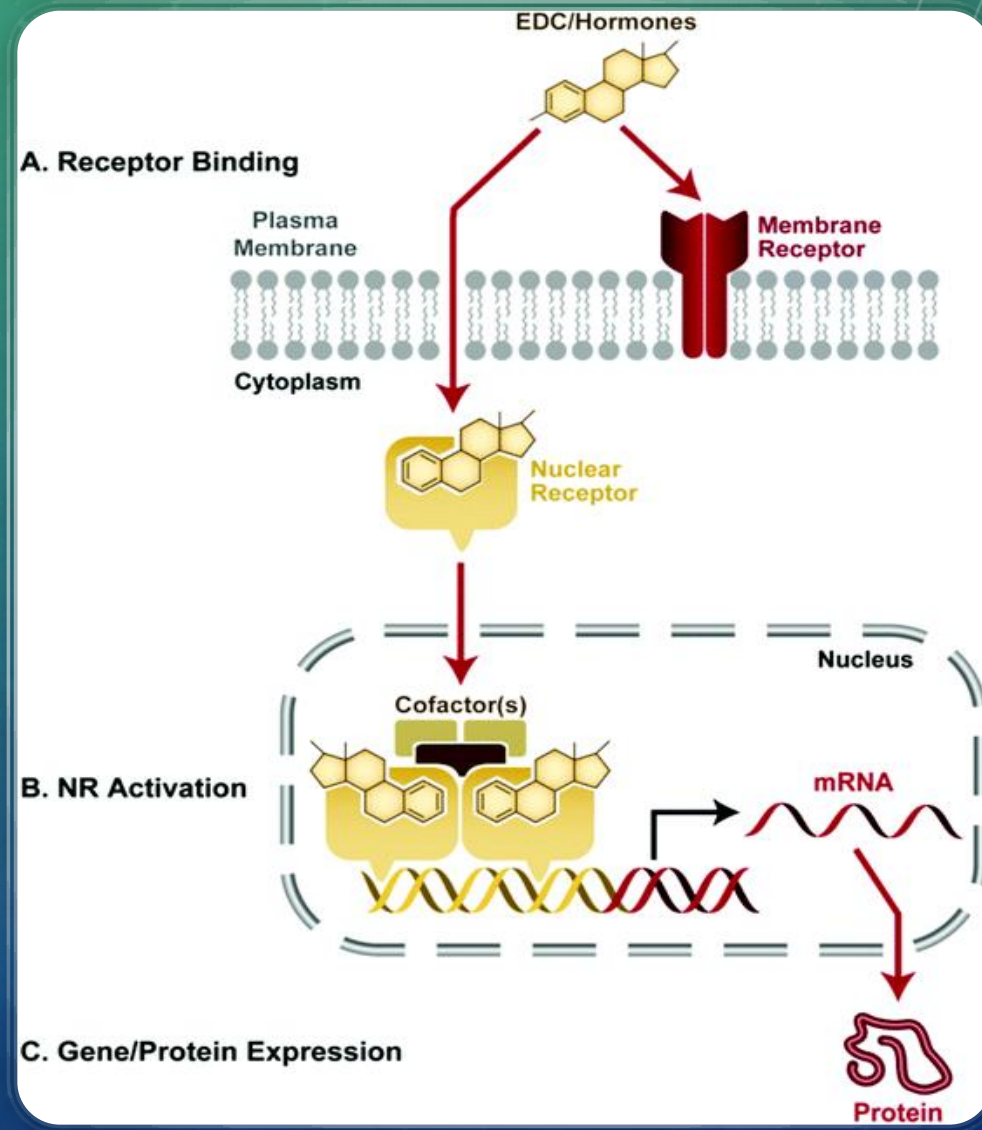 EDC/Hormones
A. Receptor Binding
Plasma
Membrane
Membrane
Receptor
Cytoplasm
Nuclear
Receptor
Nucleus
Cofactor(s)
B. NR Activation
mRNA
C. Gene/Protein Expression
Protein